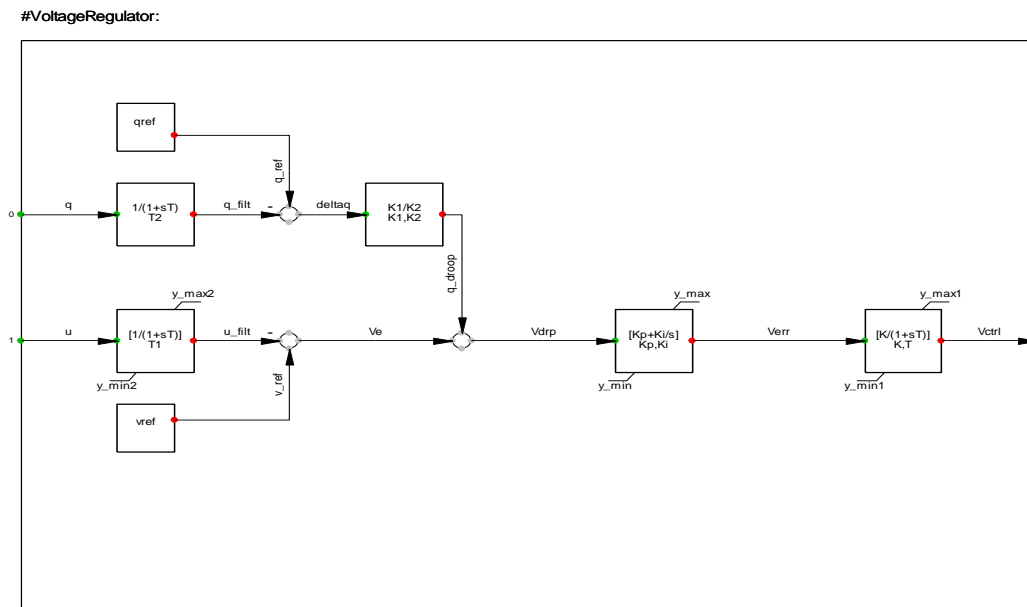 #VoltageRegulator:
qref
q_ref
0
q
1/(1+sT)
T2
q_filt
-
deltaq
K1/K2
K1,K2
q_droop
y_max2
y_max
y_max1
1
u
[1/(1+sT)]
T1
u_filt
-
Ve
Vdrp
[Kp+Ki/s]
Kp,Ki
Verr
[K/(1+sT)]
K,T
Vctrl
y_min2
y_min
y_min1
v_ref
vref